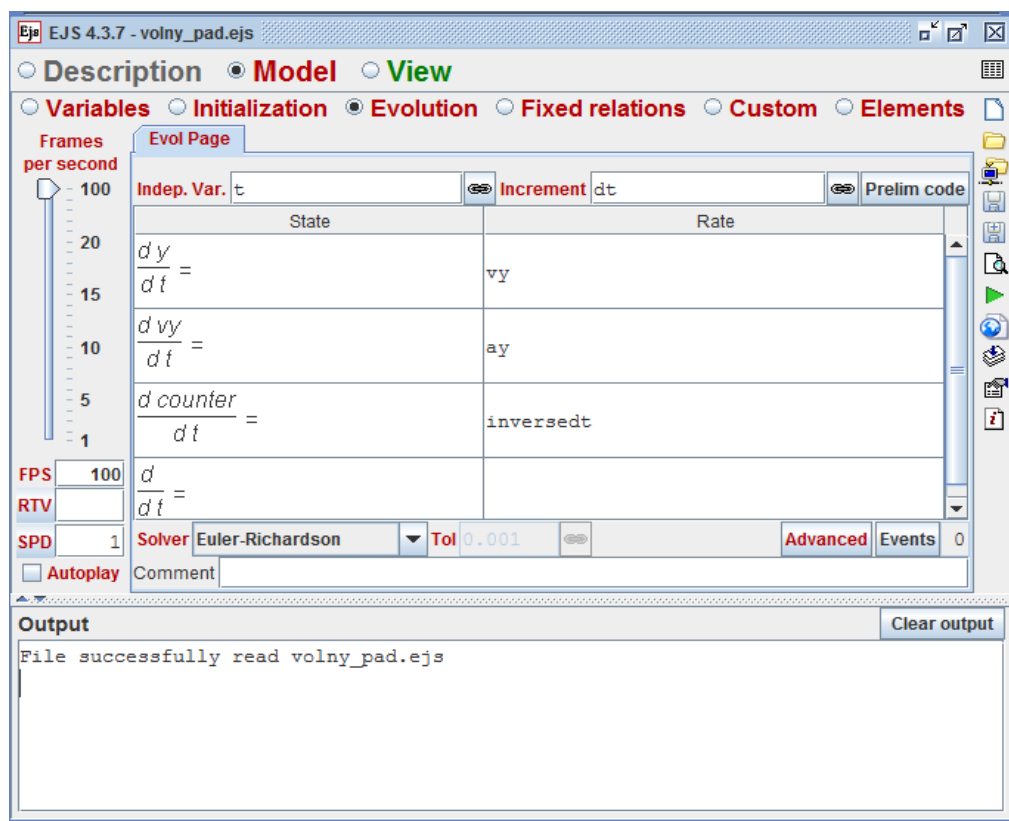 Ejs EJS 4.3.7 - volny_pad.ejs
Description Model View
Variables Initialization Evolution Fixed relations Custom Elements
Frames
per second
100
20
15
10
5
1
FPS 100
RTV
SPD 1
Autoplay
Evol Page
Indep. Var. t Increment dt Prelim code
State Rate
d y
d t
=
vy
d vy
d t
=
ay
d counter
d t
=
inversedt
d
d t
=
Solver Euler-Richardson Tol 0.001 Advanced Events 0
Comment
Output Clear output
File successfully read volny_pad.ejs